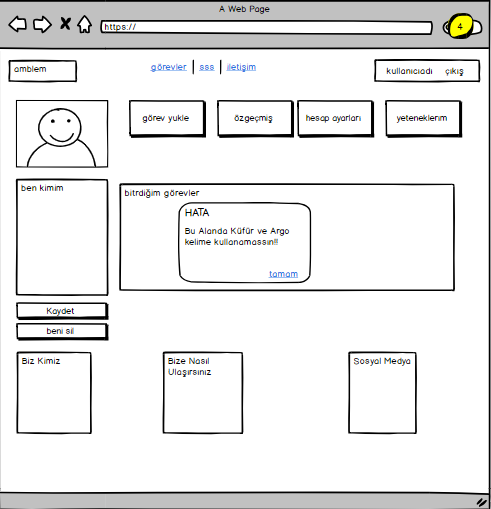 A Web Page
https://
4
amblem
görevler | sss | iletişim
kullanıcıadı çıkış
görev yukle
özgeçmiş
hesap ayarları
yeteneklerim
ben kimim
bitrdiğim görevler
HATA
Bu Alanda Küfür ve Argo
kelime kullanamassın!!
tamam
Kaydet
beni sil
Biz Kimiz
Bize Nasıl
Ulaşırsınız
Sosyal Medya